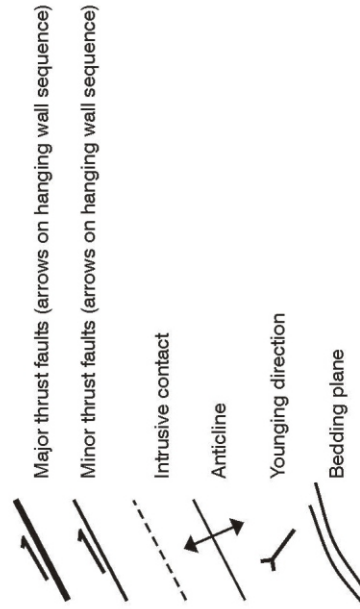 Major thrust faults (arrows on hanging wall sequence)
Minor thrust faults (arrows on hanging wall sequence)
Intrusive contact
Anticline
Younging direction
Bedding plane